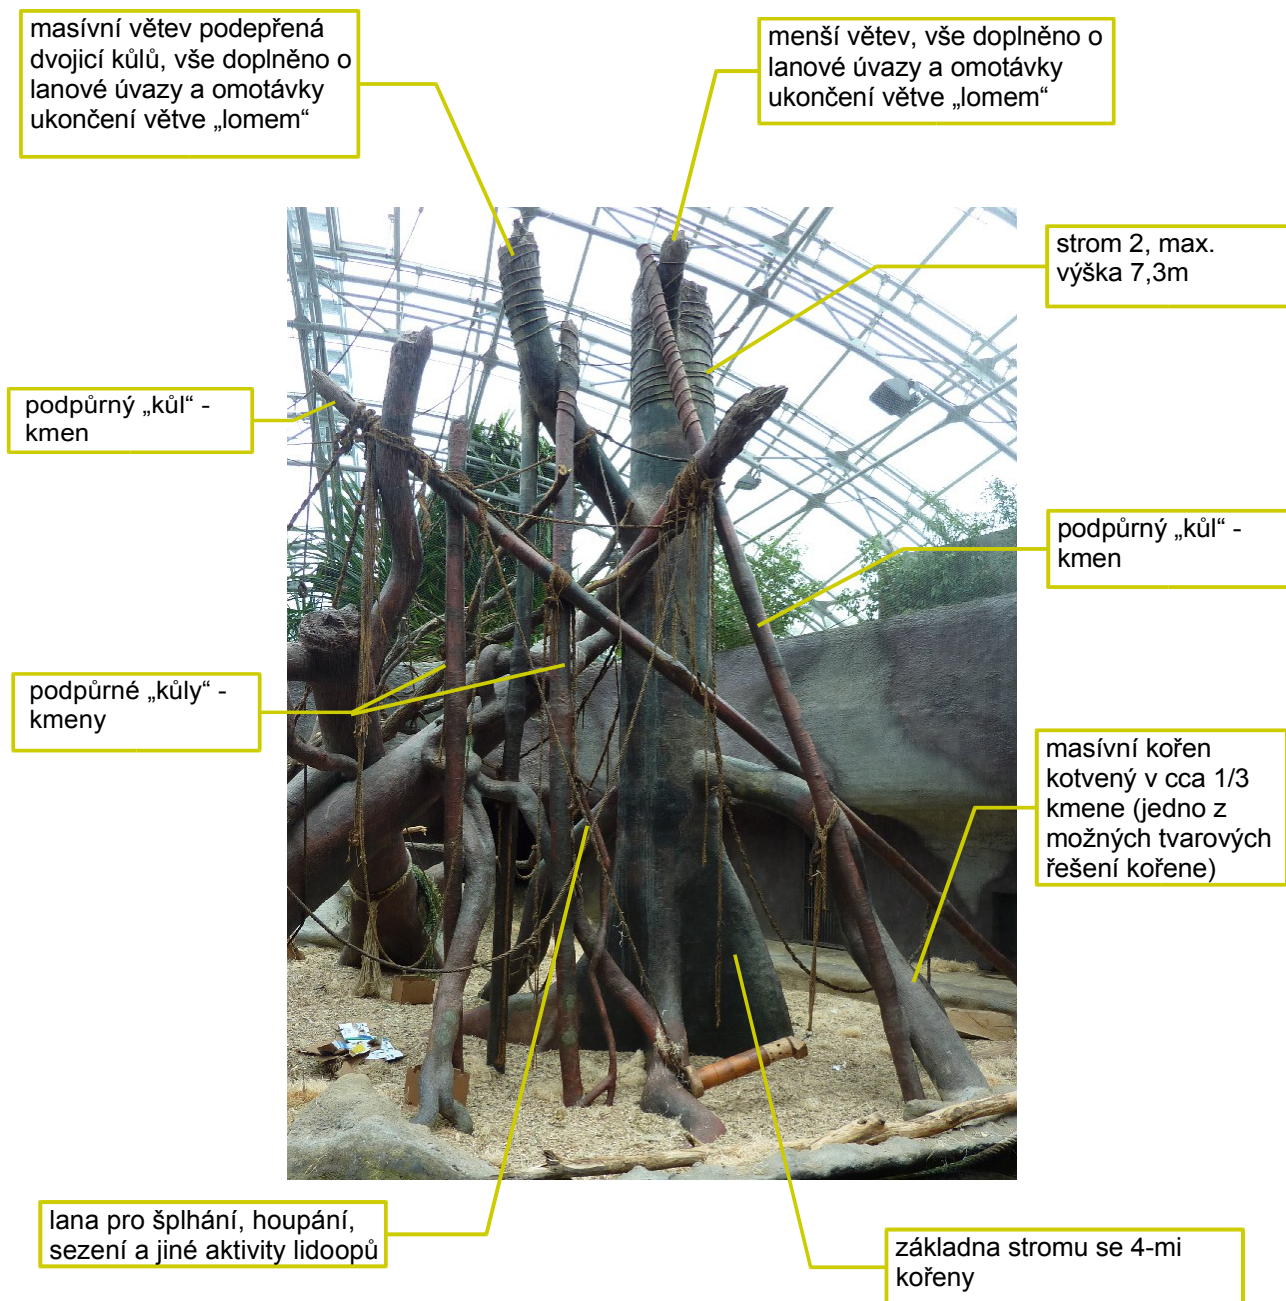 masívní větev podepřená
dvojicí kůlů, vše doplněno o
lanové úvazy a omotávky
ukončení větve „lomem“
menší větev, vše doplněno o
lanové úvazy a omotávky
ukončení větve „lomem“
strom 2, max.
výška 7,3m
podpůrný „kůl“ -
kmen
podpůrný „kůl“ -
kmen
podpůrné „kůly“ -
kmeny
masívní kořen
kotvený v cca 1/3
kmene (jedno z
možných tvarových
řešení kořene)
lana pro šplhání, houpání,
sezení a jiné aktivity lidoopů
základna stromu se 4-mi
kořeny